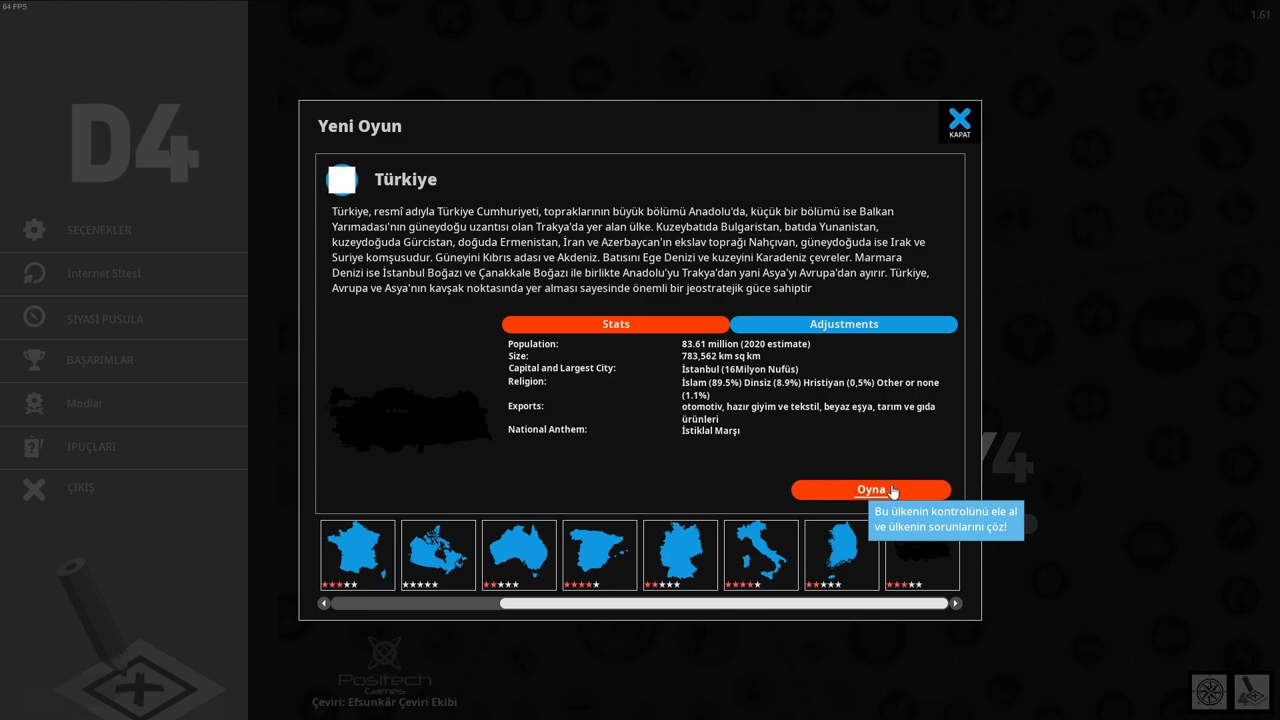 64 FPS
1.61
D4
SEÇENEKLER
İnternet Sİtesİ
SİYASİ PUSULA
BAŞARIMLAR
Modlar
İPUÇLARI
ÇIKIŞ
Yeni Oyun
KAPAT
Türkiye
Türkiye, resmî adıyla Türkiye Cumhuriyeti, topraklarının büyük bölümü Anadolu'da, küçük bir bölümü ise Balkan
Yarımadası'nın güneydoğu uzantısı olan Trakya'da yer alan ülke. Kuzeybatıda Bulgaristan, batıda Yunanistan,
kuzeydoğuda Gürcistan, doğuda Ermenistan, İran ve Azerbaycan'ın ekslav toprağı Nahçıvan, güneydoğuda ise Irak ve
Suriye komşusudur. Güneyini Kıbrıs adası ve Akdeniz. Batısını Ege Denizi ve kuzeyini Karadeniz çevreler. Marmara
Denizi ise İstanbul Boğazı ve Çanakkale Boğazı ile birlikte Anadolu'yu Trakya'dan yani Asya'yı Avrupa'dan ayırır. Türkiye,
Avrupa ve Asya'nın kavşak noktasında yer alması sayesinde önemli bir jeostratejik güce sahiptir
Stats
Adjustments
Population: 83.61 million (2020 estimate)
Size: 783,562 km sq km
Capital and Largest City: İstanbul (16Milyon Nufüs)
Religion: İslam (89.5%) Dinsiz (8.9%) Hristiyan (0,5%) Other or none
(1.1%)
Exports: otomotiv, hazır giyim ve tekstil, beyaz eşya, tarım ve gıda
ürünleri
National Anthem: İstiklal Marşı
Oyna
Bu ülkenin kontrolünü ele al
ve ülkenin sorunlarını çöz!
Positech
Games
Çeviri: Efsunkâr Çeviri Ekibi